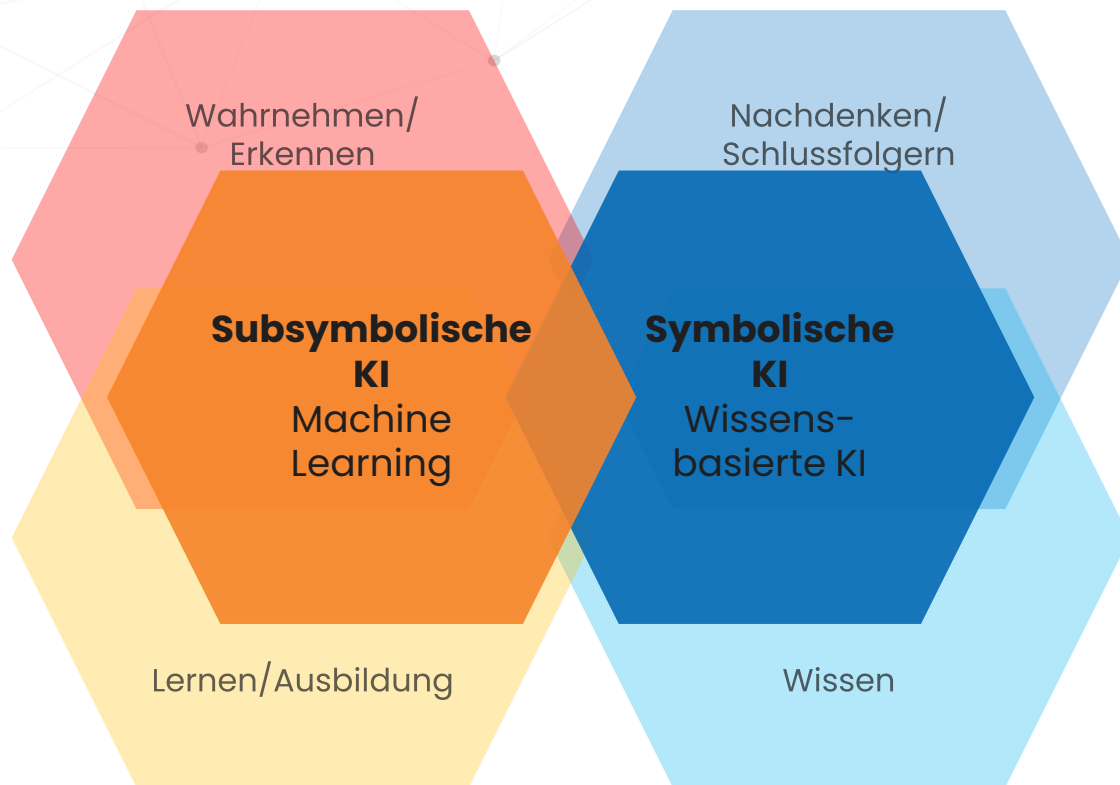 Wahrnehmen/
Erkennen
Nachdenken/
Schlussfolgern
Subsymbolische
KI
Machine
Learning
Symbolische
KI
Wissens-
basierte KI
Lernen/Ausbildung
Wissen